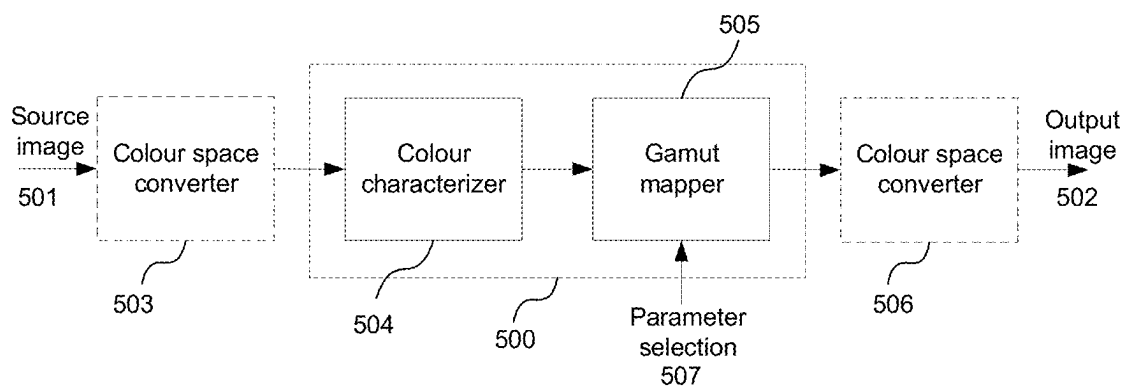 505
Source
image
501
Colour space
converter
Colour
characterizer
Gamut
mapper
Colour space
converter
Output
image
502
503
504
500
Parameter
selection
507
506